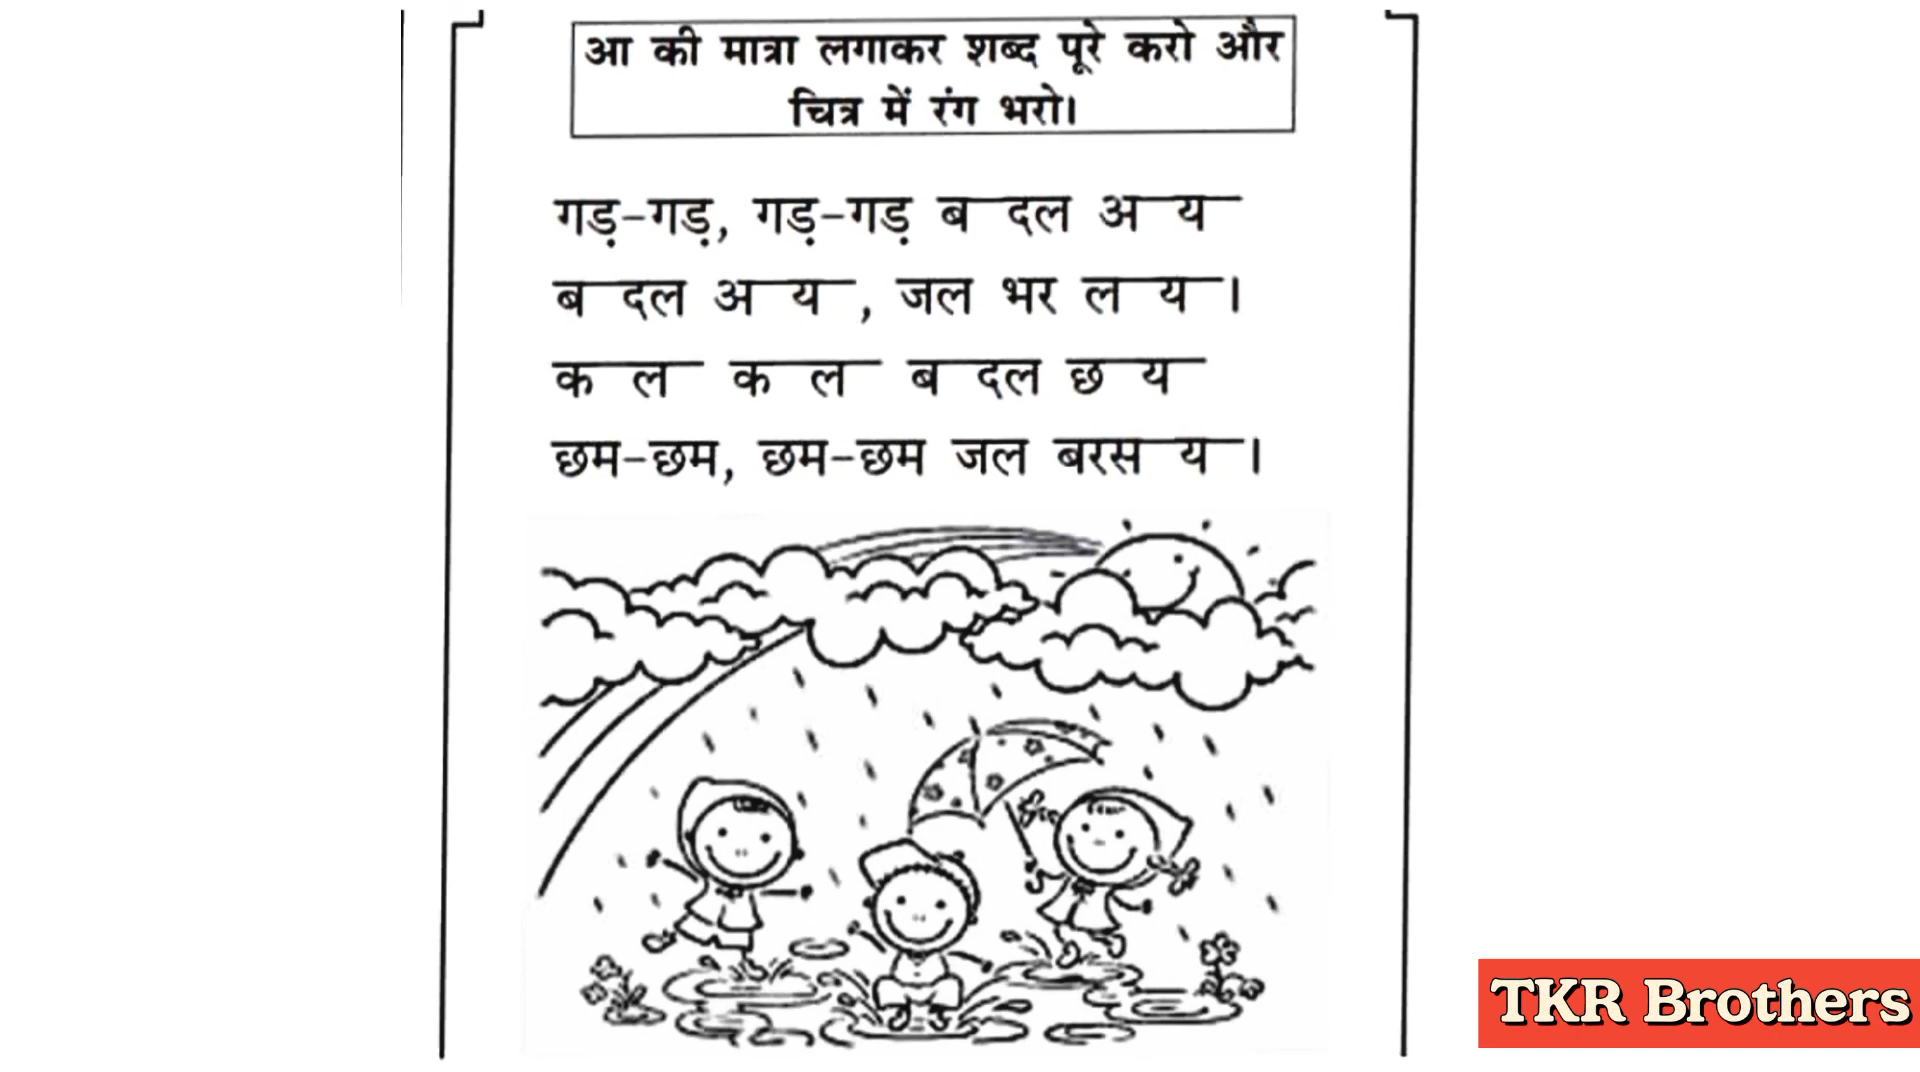 आ की मात्रा लगाकर शब्द पूरे करो और
चित्र में रंग भरो।
गड़-गड़, गड़-गड़ ब दल अ य
ब दल अ य , जल भर ल य ।
क ल क ल ब दल छ य
छम-छम, छम-छम जल बरस य ।
TKR Brothers